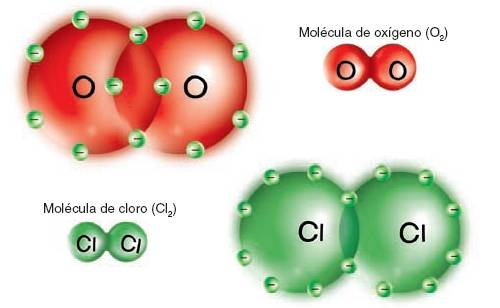 Molécula de oxígeno (O₂)
O O
O O
Molécula de cloro (Cl₂)
Cl Cl
Cl Cl